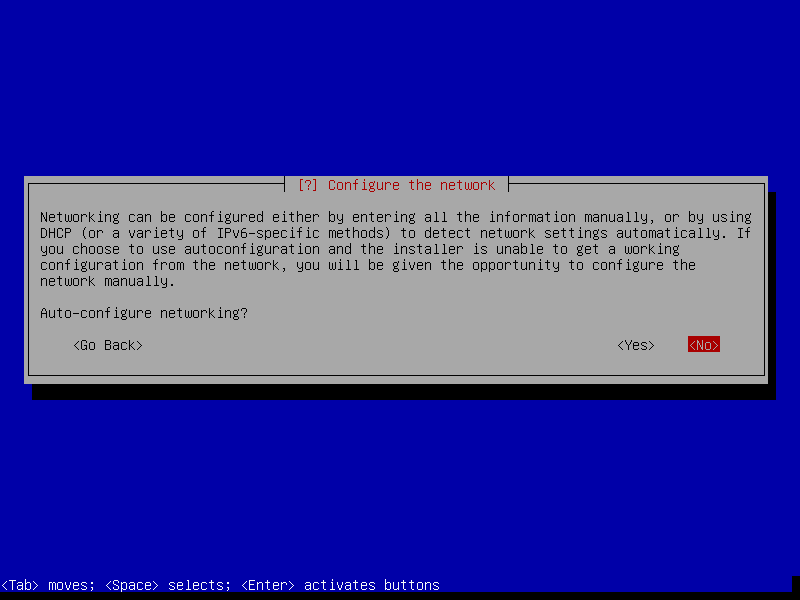 [?] Configure the network
Networking can be configured either by entering all the information manually, or by using
DHCP (or a variety of IPv6-specific methods) to detect network settings automatically. If
you choose to use autoconfiguration and the installer is unable to get a working
configuration from the network, you will be given the opportunity to configure the
network manually.
Auto-configure networking?
<Go Back> <Yes> <No>
<Tab> moves; <Space> selects; <Enter> activates buttons